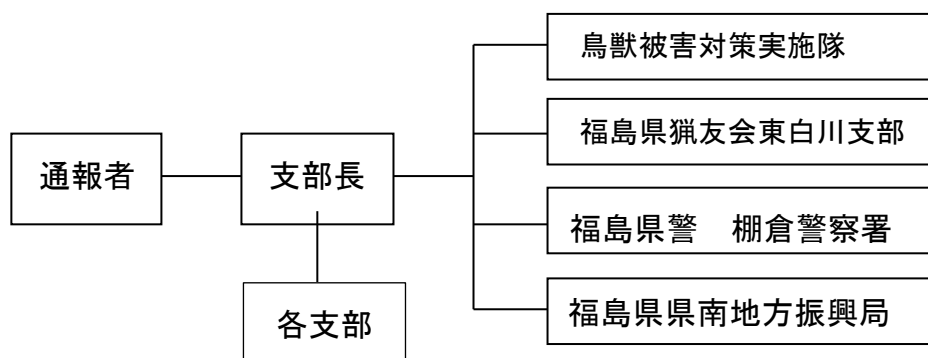 通報者
支部長
各支部
鳥獣被害対策実施隊
福島県猟友会東白川支部
福島県警　棚倉警察署
福島県県南地方振興局